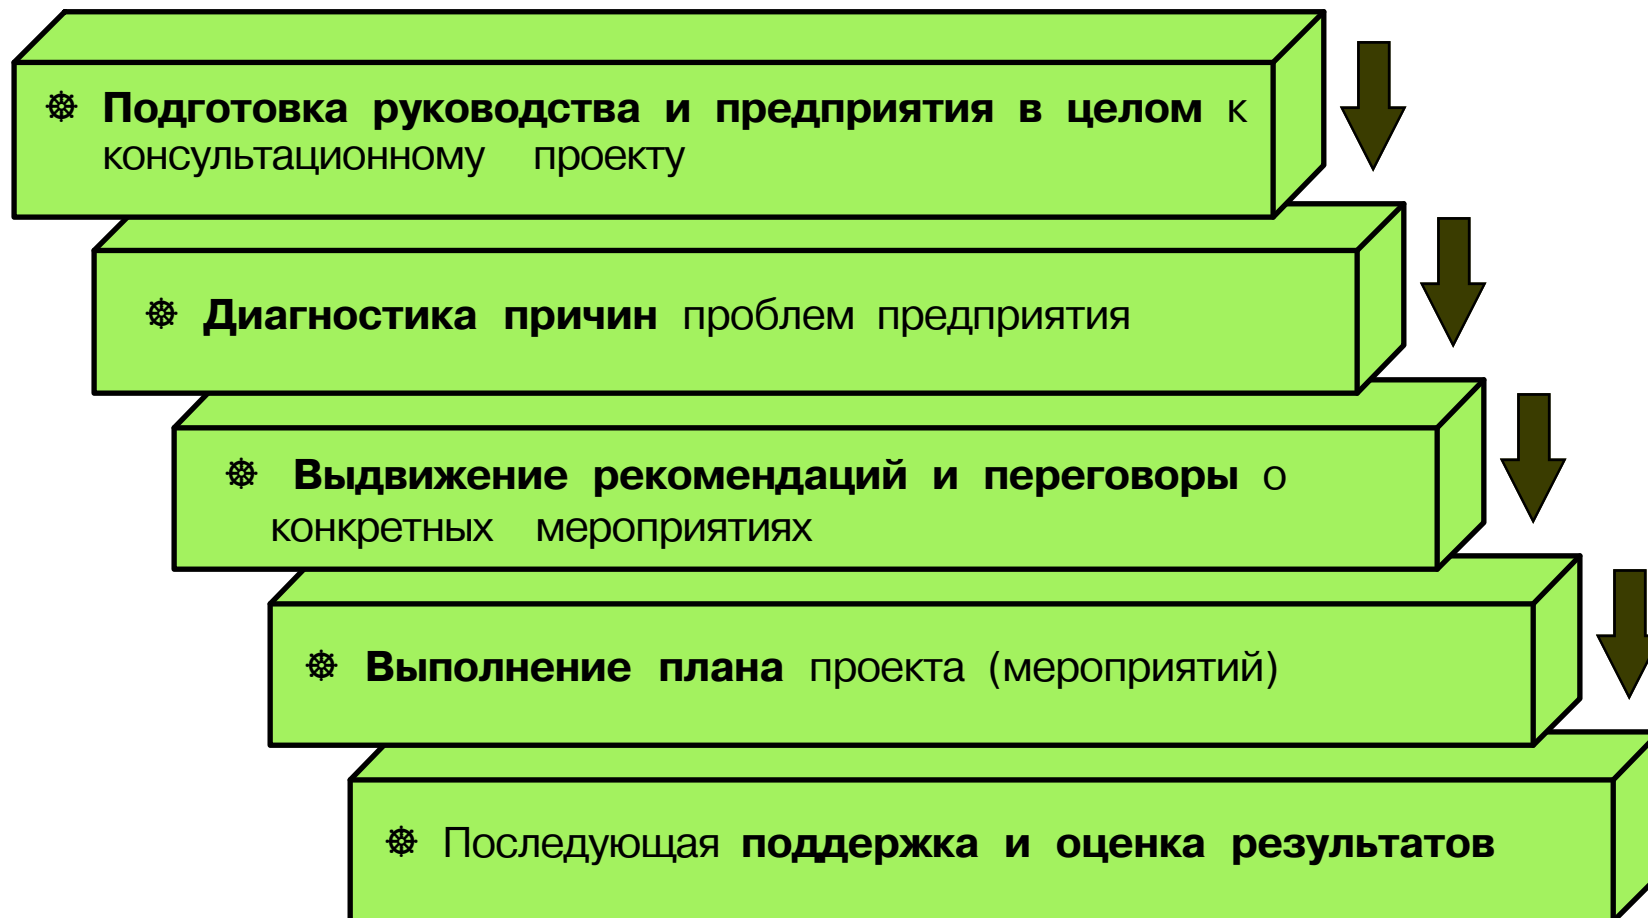 ☸ Подготовка руководства и предприятия в целом к
консультационному проекту
☸ Диагностика причин проблем предприятия
☸ Выдвижение рекомендаций и переговоры о
конкретных мероприятиях
☸ Выполнение плана проекта (мероприятий)
☸ Последующая поддержка и оценка результатов